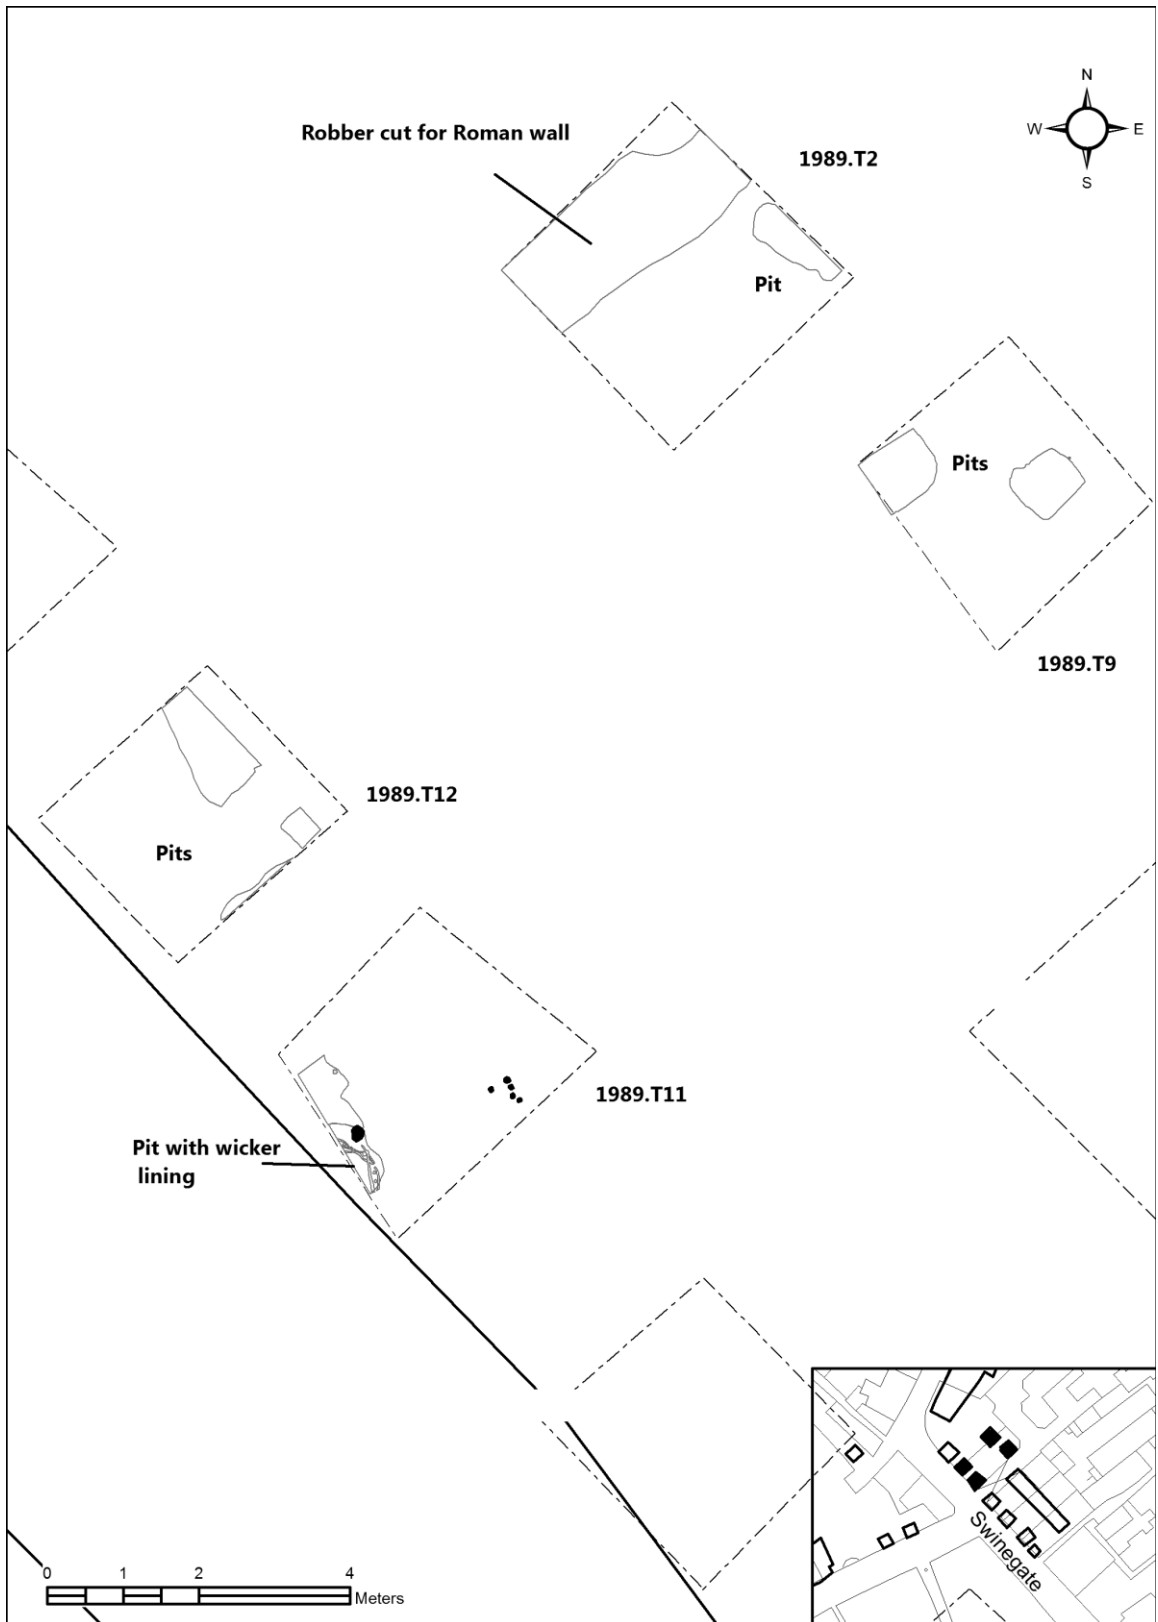 N
W E
S
Robber cut for Roman wall
1989.T2
Pit
Pits
1989.T9
1989.T12
Pits
1989.T11
Pit with wicker
lining
Swinegate
0 1 2 4
Meters